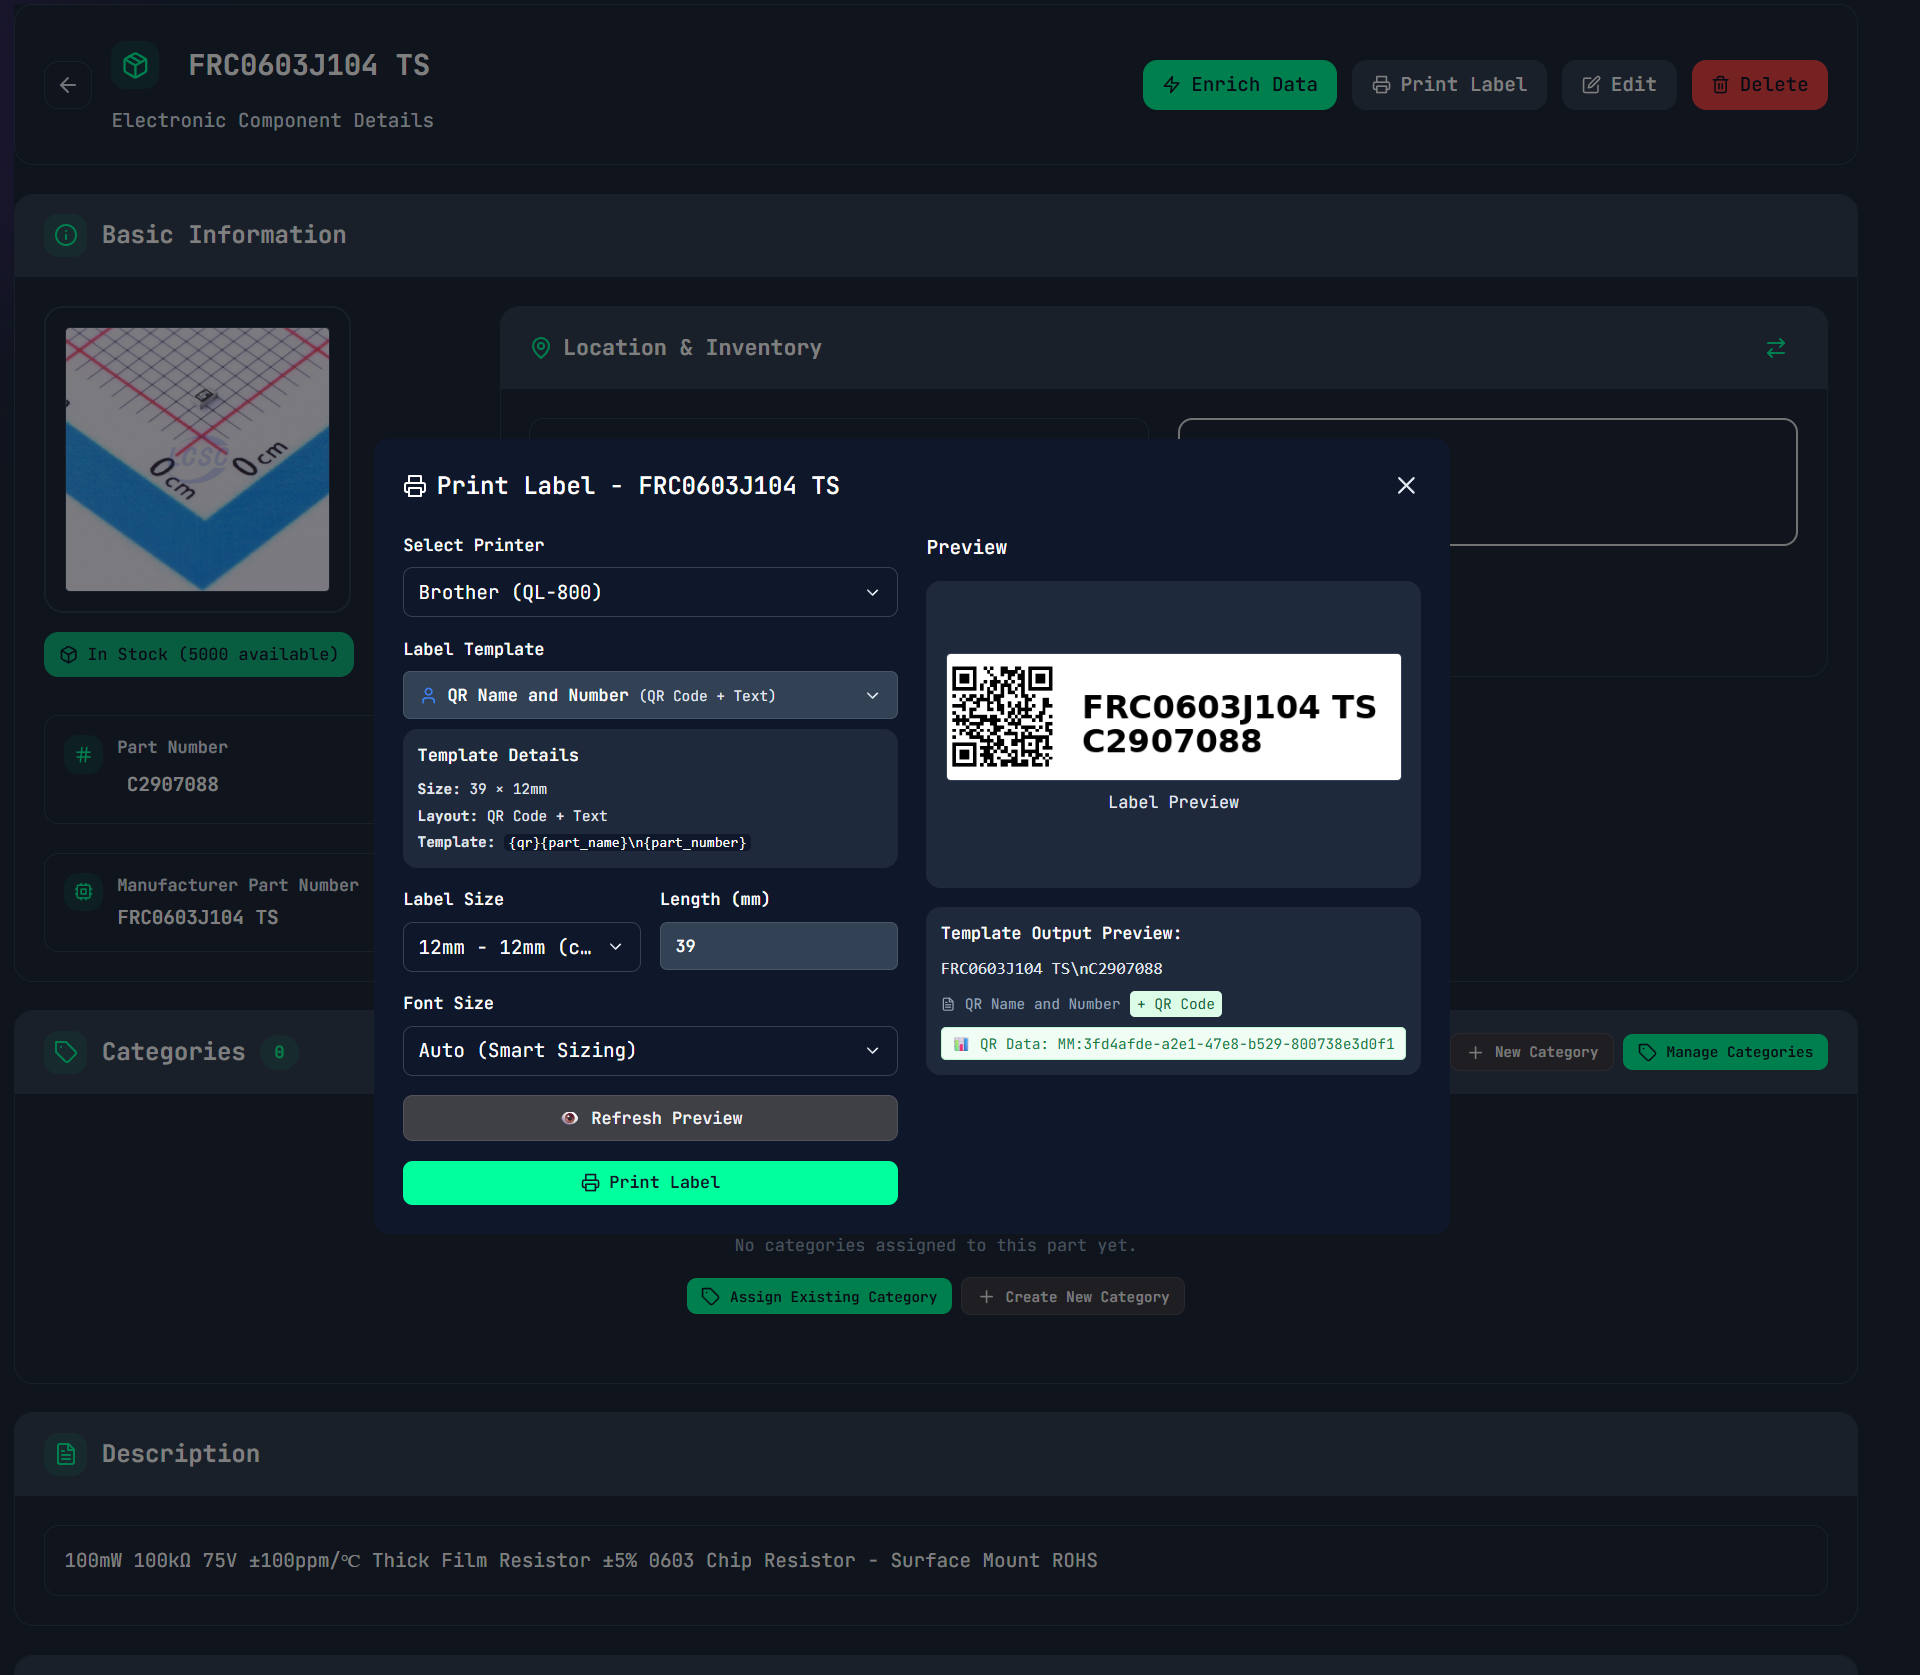 FRC0603J104 TS
Electronic Component Details
Enrich Data
Print Label
Edit
Delete
Basic Information
LCSC
0 cm
0 cm
In Stock (5000 available)
Part Number
C2907088
Manufacturer Part Number
FRC0603J104 TS
Location & Inventory
Print Label - FRC0603J104 TS
Select Printer
Brother (QL-800)
Label Template
QR Name and Number (QR Code + Text)
Template Details
Size: 39 × 12mm
Layout: QR Code + Text
Template: {qr}{part_name}\n{part_number}
Label Size
12mm - 12mm (c…
Length (mm)
39
Font Size
Auto (Smart Sizing)
Refresh Preview
Print Label
Preview
FRC0603J104 TS
C2907088
Label Preview
Template Output Preview:
FRC0603J104 TS\nC2907088
QR Name and Number + QR Code
QR Data: MM:3fd4afde-a2e1-47e8-b529-800738e3d0f1
Categories 0
New Category
Manage Categories
No categories assigned to this part yet.
Assign Existing Category
Create New Category
Description
100mW 100kΩ 75V ±100ppm/℃ Thick Film Resistor ±5% 0603 Chip Resistor - Surface Mount ROHS